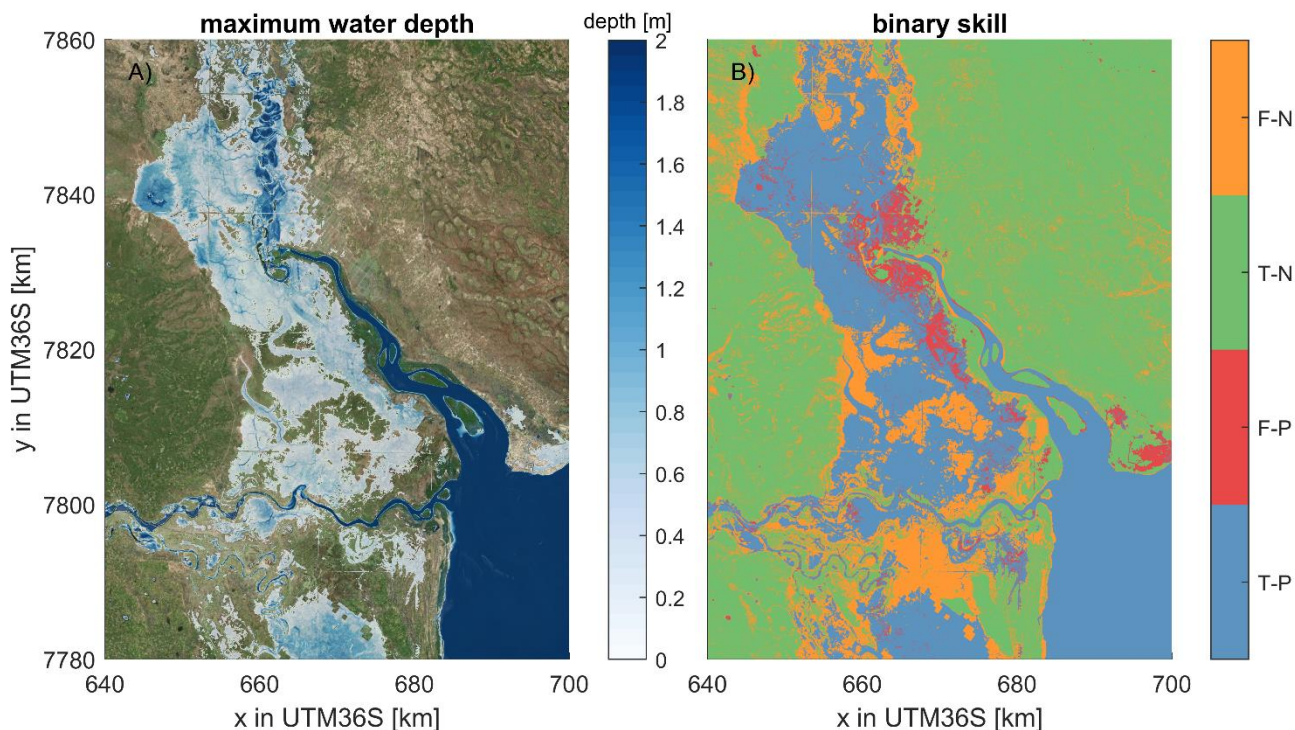 maximum water depth
depth [m]
binary skill
A)
B)
7860
7840
7820
7800
7780
y in UTM36S [km]
640
660
680
700
x in UTM36S [km]
2
1.8
1.6
1.4
1.2
1
0.8
0.6
0.4
0.2
0
640
660
680
700
x in UTM36S [km]
F-N
T-N
F-P
T-P